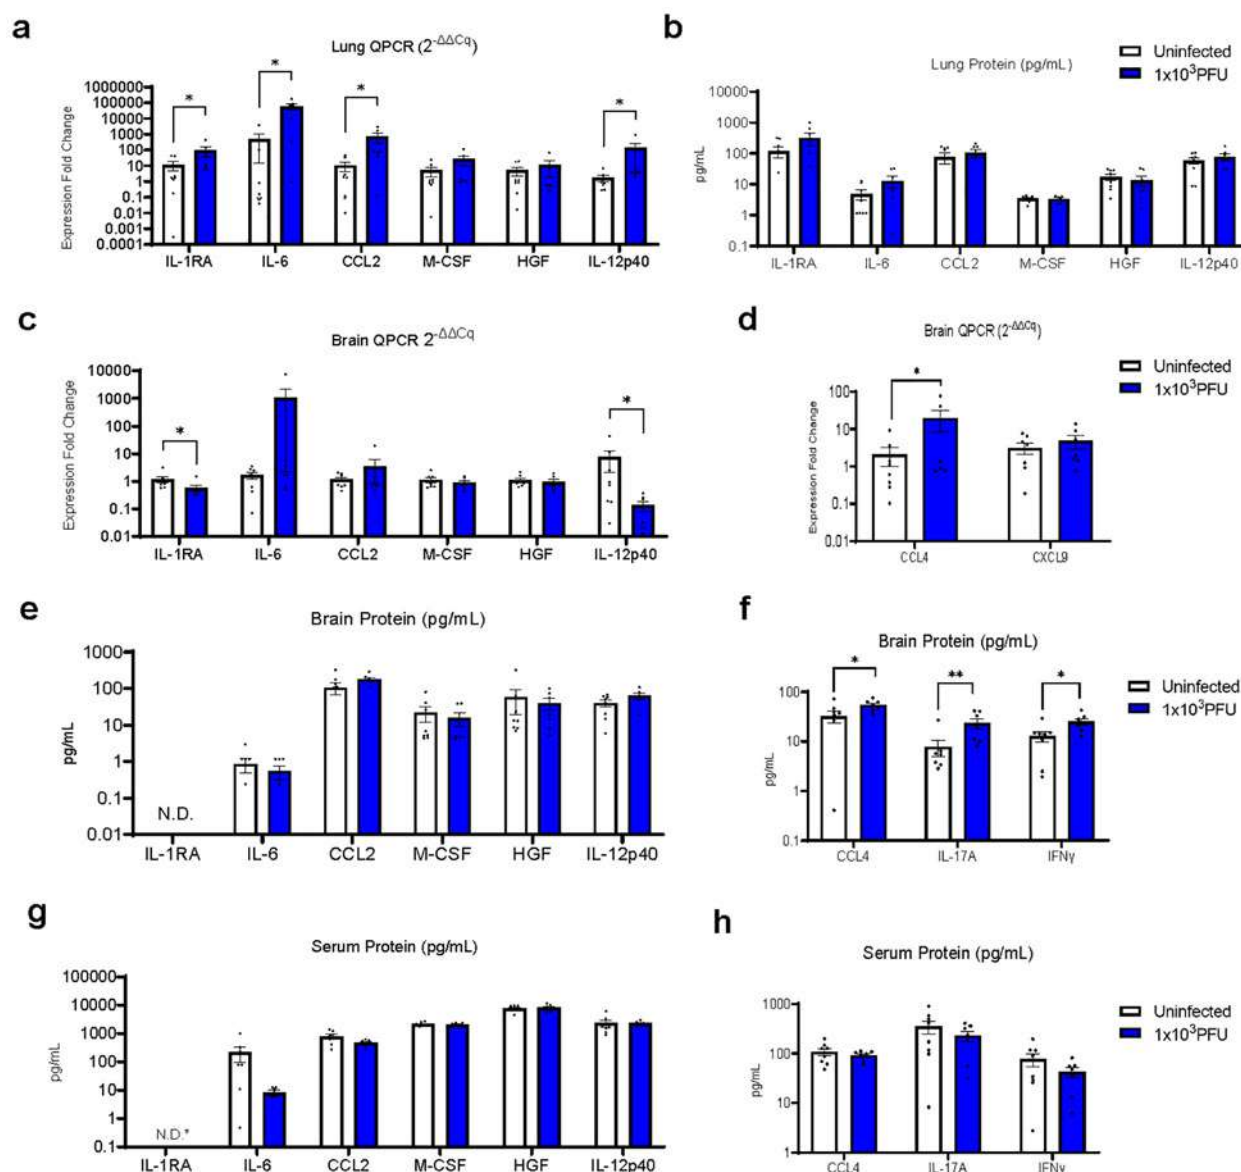 a
Lung QPCR (2-ΔΔCq)
Expression Fold Change
1000000
100000
10000
1000
100
10
1
0.1
0.01
0.001
0.0001
* * * *
IL-1RA IL-6 CCL2 M-CSF HGF IL-12p40
b
Lung Protein (pg/mL)
Uninfected
1x10³PFU
pg/mL
1000
100
10
1
0.1
IL-1RA IL-6 CCL2 M-CSF HGF IL-12p40
c
Brain QPCR 2-ΔΔCq
Expression Fold Change
10000
1000
100
10
1
0.1
0.01
* *
IL-1RA IL-6 CCL2 M-CSF HGF IL-12p40
d
Brain QPCR (2-ΔΔCq)
Uninfected
1x10³PFU
Expression Fold Change
100
10
1
0.1
0.01
*
CCL4 CXCL9
e
Brain Protein (pg/mL)
pg/mL
1000
100
10
1
0.1
0.01
N.D.
IL-1RA IL-6 CCL2 M-CSF HGF IL-12p40
f
Brain Protein (pg/mL)
Uninfected
1x10³PFU
pg/mL
100
10
1
0.1
* ** *
CCL4 IL-17A IFNγ
g
Serum Protein (pg/mL)
pg/mL
100000
10000
1000
100
10
1
0.1
N.D.*
IL-1RA IL-6 CCL2 M-CSF HGF IL-12p40
h
Serum Protein (pg/mL)
Uninfected
1x10³PFU
pg/mL
1000
100
10
1
CCL4 IL-17A IFNγ